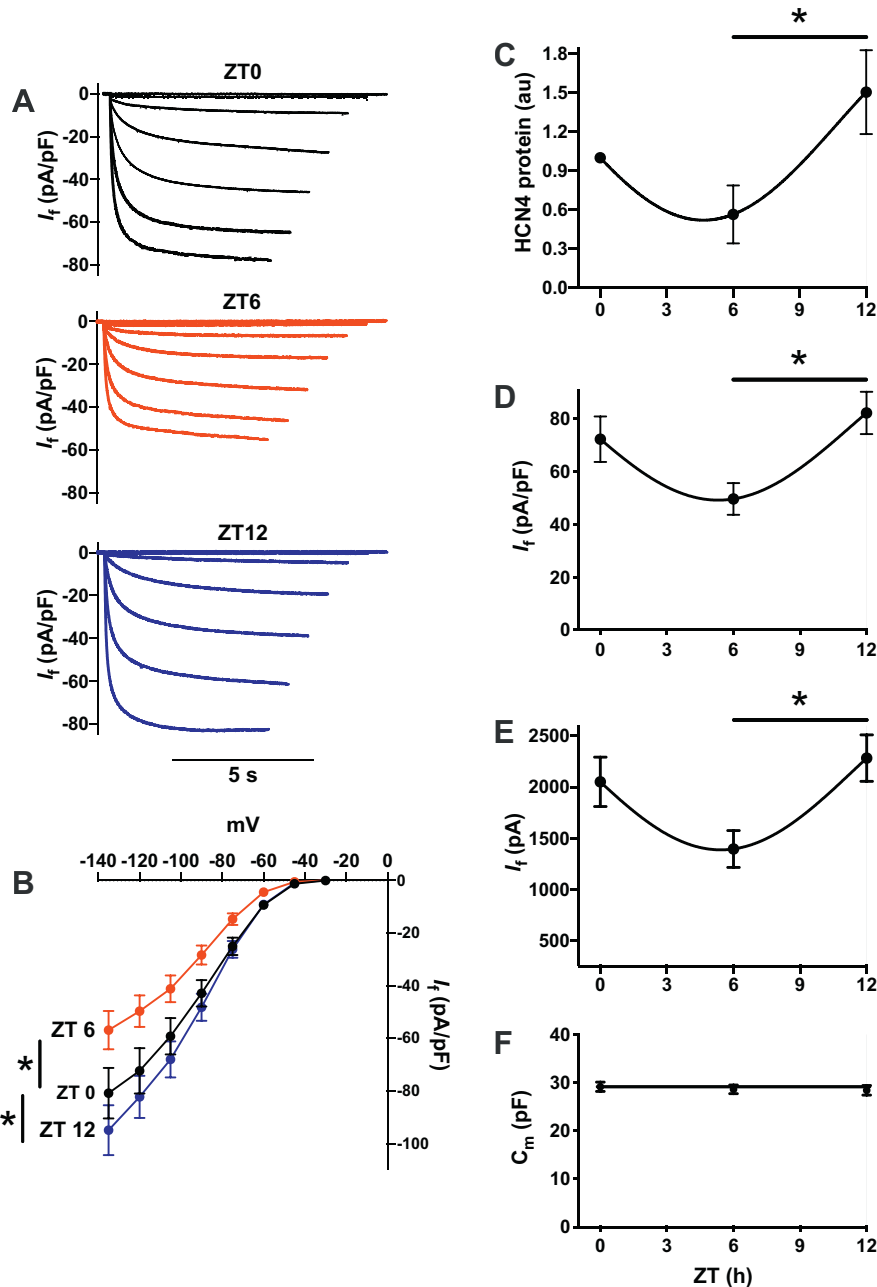 A
ZT0
0
-20
-40
-60
-80
If (pA/pF)
ZT6
0
-20
-40
-60
-80
If (pA/pF)
ZT12
0
-20
-40
-60
-80
If (pA/pF)
5 s
B
mV
-140 -120 -100 -80 -60 -40 -20 0
0
-20
-40
-60
-80
-100
If (pA/pF)
ZT 6
*
ZT 0
*
ZT 12
C
*
1.8
1.5
1.2
0.9
0.6
0.3
0.0
HCN4 protein (au)
0 3 6 9 12
D
*
80
60
40
20
0
If (pA/pF)
0 3 6 9 12
E
*
2500
2000
1500
1000
500
If (pA)
0 3 6 9 12
F
40
30
20
10
0
Cm (pF)
0 3 6 9 12
ZT (h)